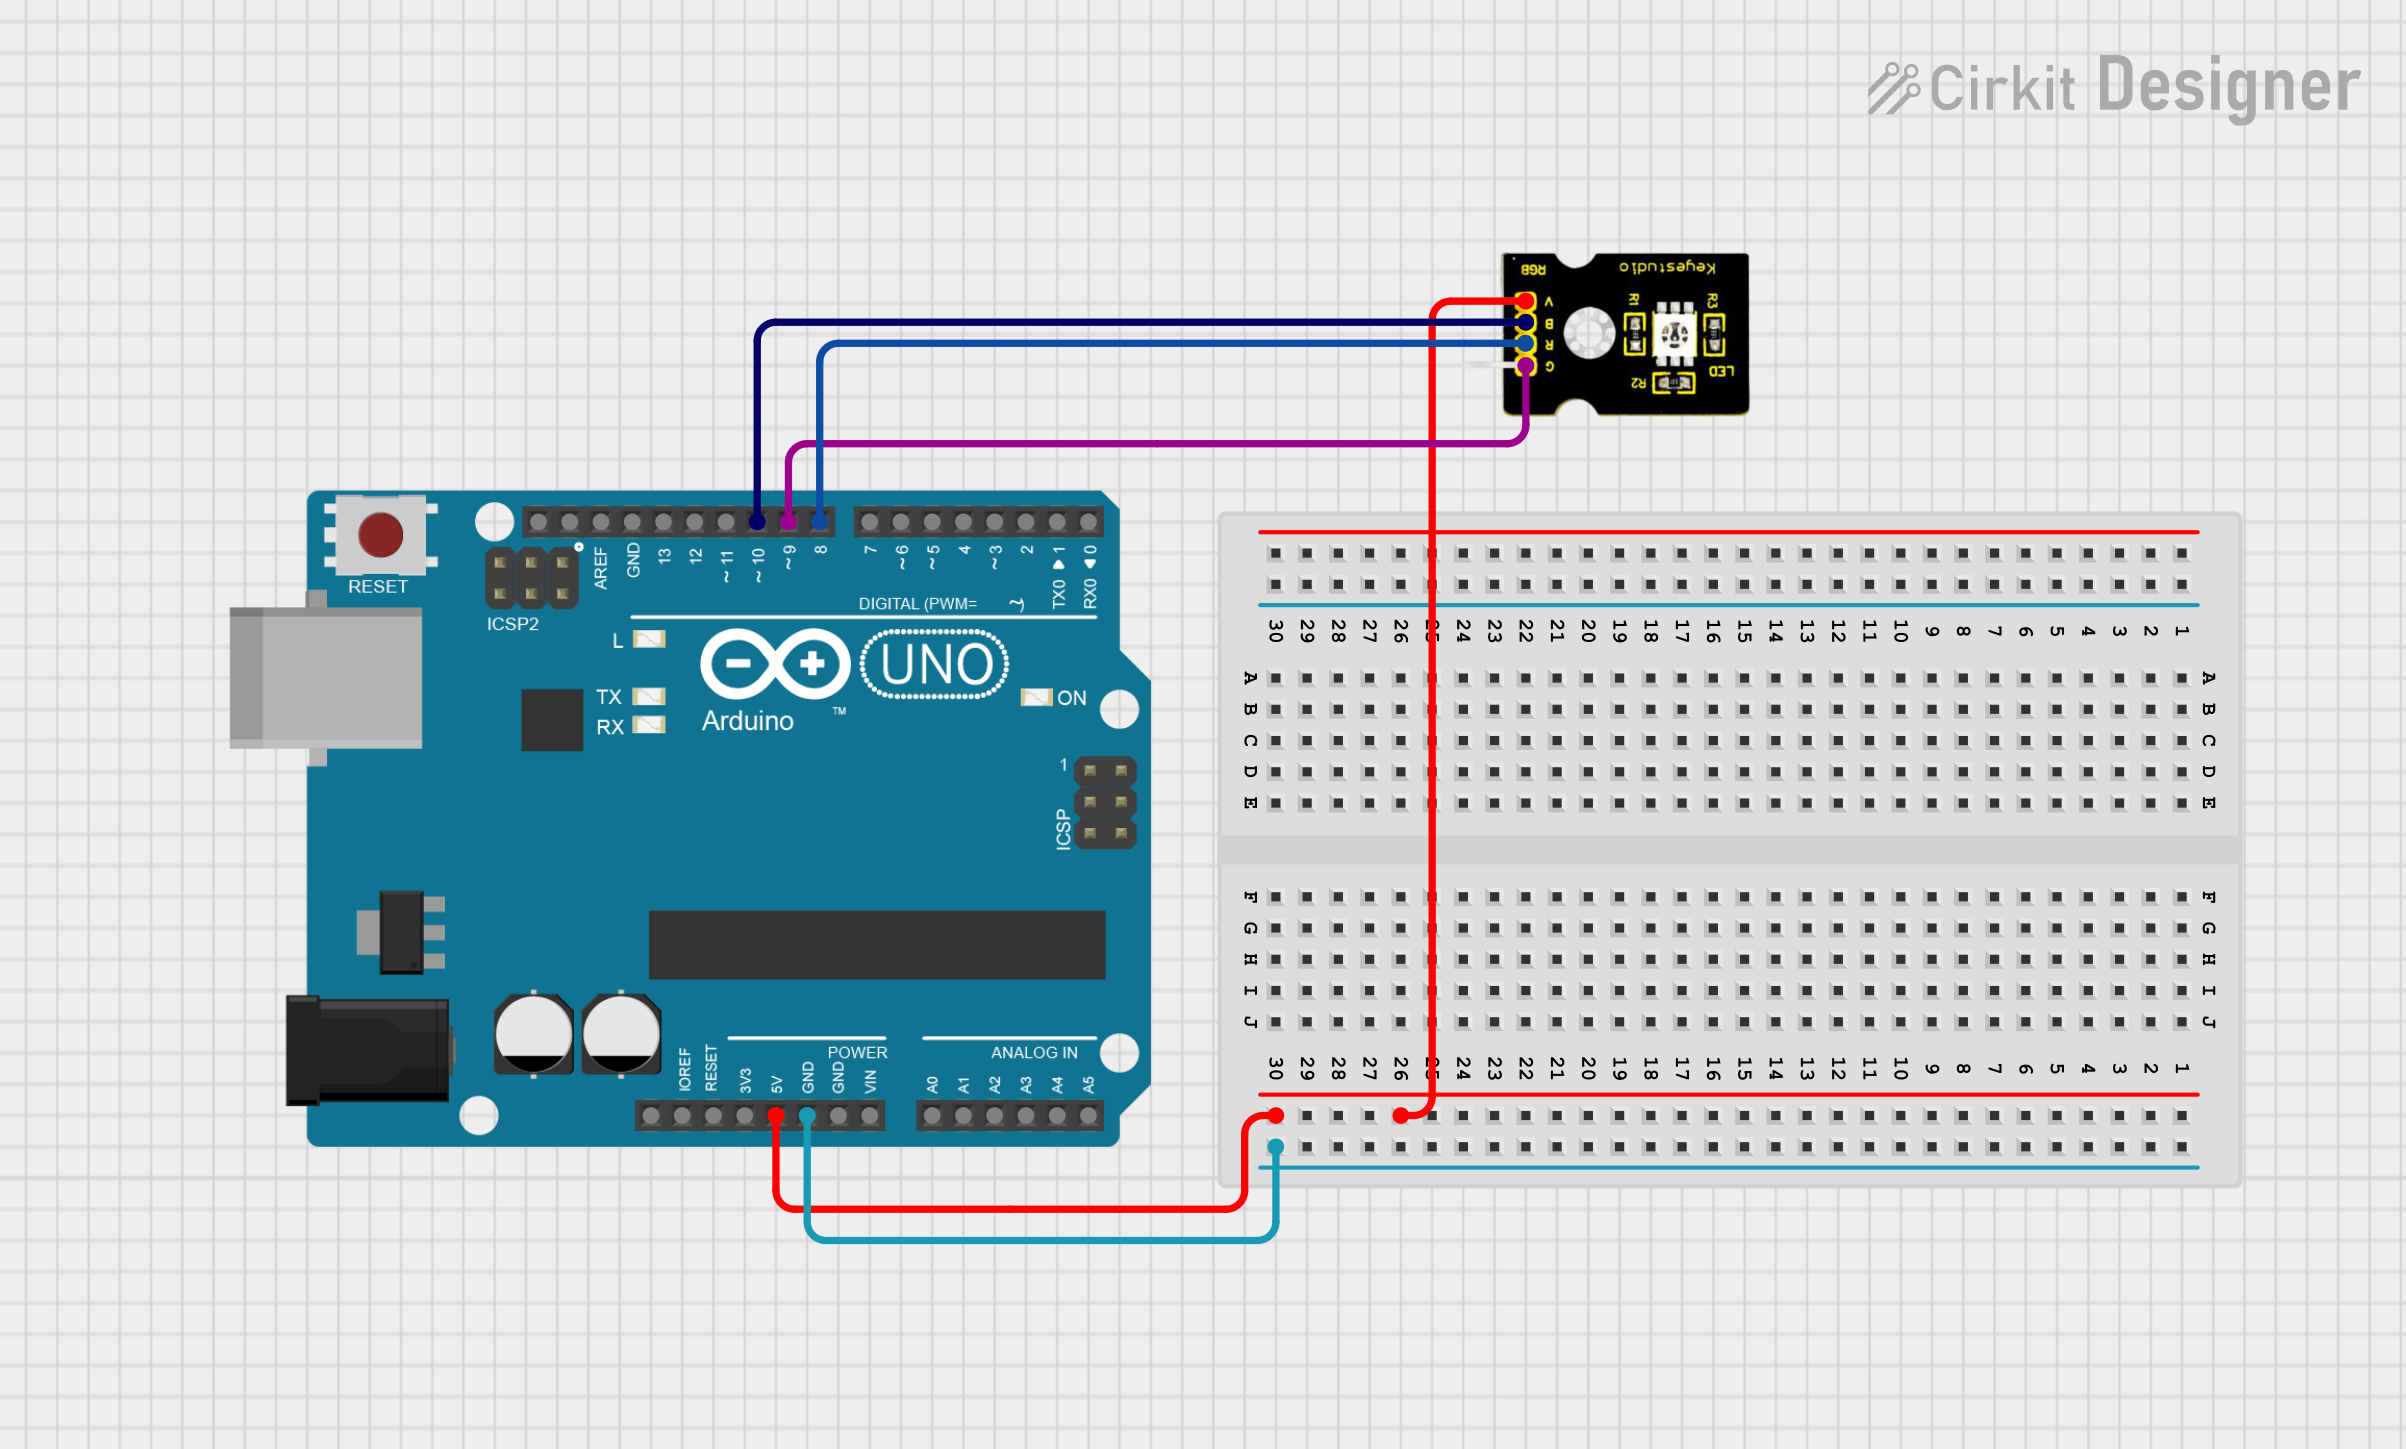 Cirkit Designer
RGB
Keyestudio
V
B
R
G
R1
R3
R2
LED
RESET
ICSP2
AREF
GND
13
12
~ 11
~ 10
~ 9
8
7
~ 6
~ 5
4
~ 3
2
TX0 ▶ 1
RX0 ◀ 0
DIGITAL (PWM= ~)
L
TX
RX
Arduino
™
UNO
ON
1
ICSP
IOREF
RESET
3V3
5V
GND
GND
VIN
POWER
ANALOG IN
A0
A1
A2
A3
A4
A5
30 29 28 27 26 25 24 23 22 21 20 19 18 17 16 15 14 13 12 11 10 9 8 7 6 5 4 3 2 1
A A
B B
C C
D D
E E
F F
G G
H H
I I
J J
30 29 28 27 26 25 24 23 22 21 20 19 18 17 16 15 14 13 12 11 10 9 8 7 6 5 4 3 2 1